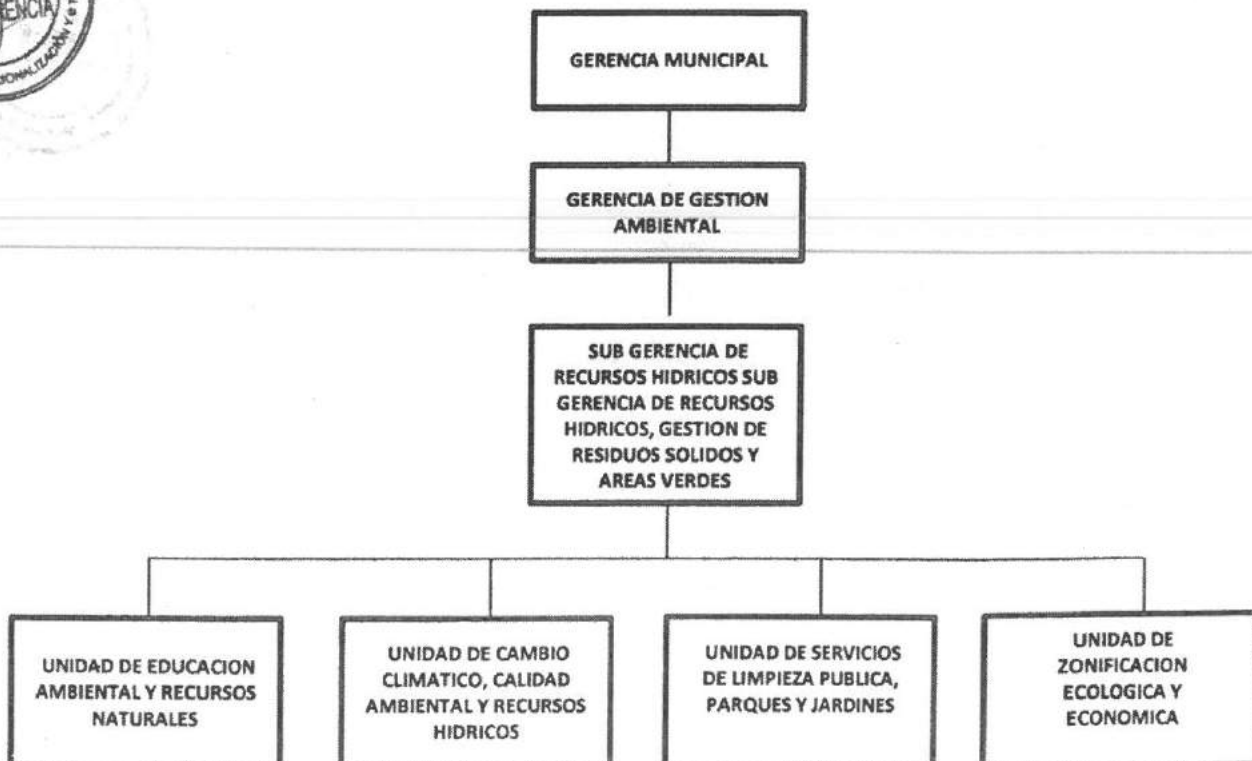 GERENCIA MUNICIPAL
GERENCIA DE GESTION
AMBIENTAL
SUB GERENCIA DE
RECURSOS HIDRICOS SUB
GERENCIA DE RECURSOS
HIDRICOS, GESTION DE
RESIDUOS SOLIDOS Y
AREAS VERDES
UNIDAD DE EDUCACION
AMBIENTAL Y RECURSOS
NATURALES
UNIDAD DE CAMBIO
CLIMATICO, CALIDAD
AMBIENTAL Y RECURSOS
HIDRICOS
UNIDAD DE SERVICIOS
DE LIMPIEZA PUBLICA,
PARQUES Y JARDINES
UNIDAD DE
ZONIFICACION
ECOLOGICA Y
ECONOMICA